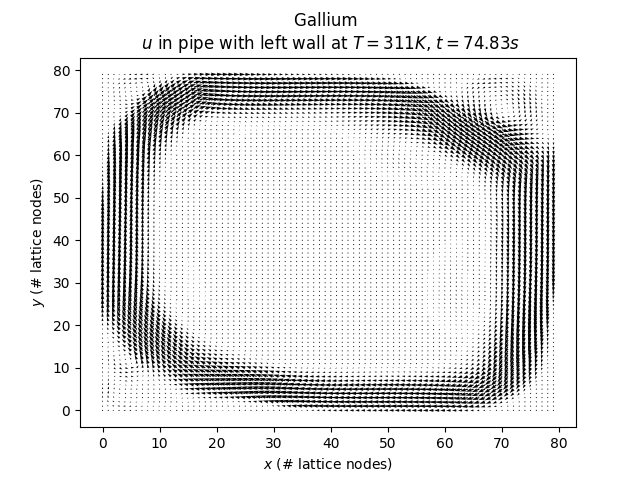 Gallium
u in pipe with left wall at T = 311K, t = 74.83s
80
70
60
50
40
30
20
10
0
y (# lattice nodes)
0 10 20 30 40 50 60 70 80
x (# lattice nodes)